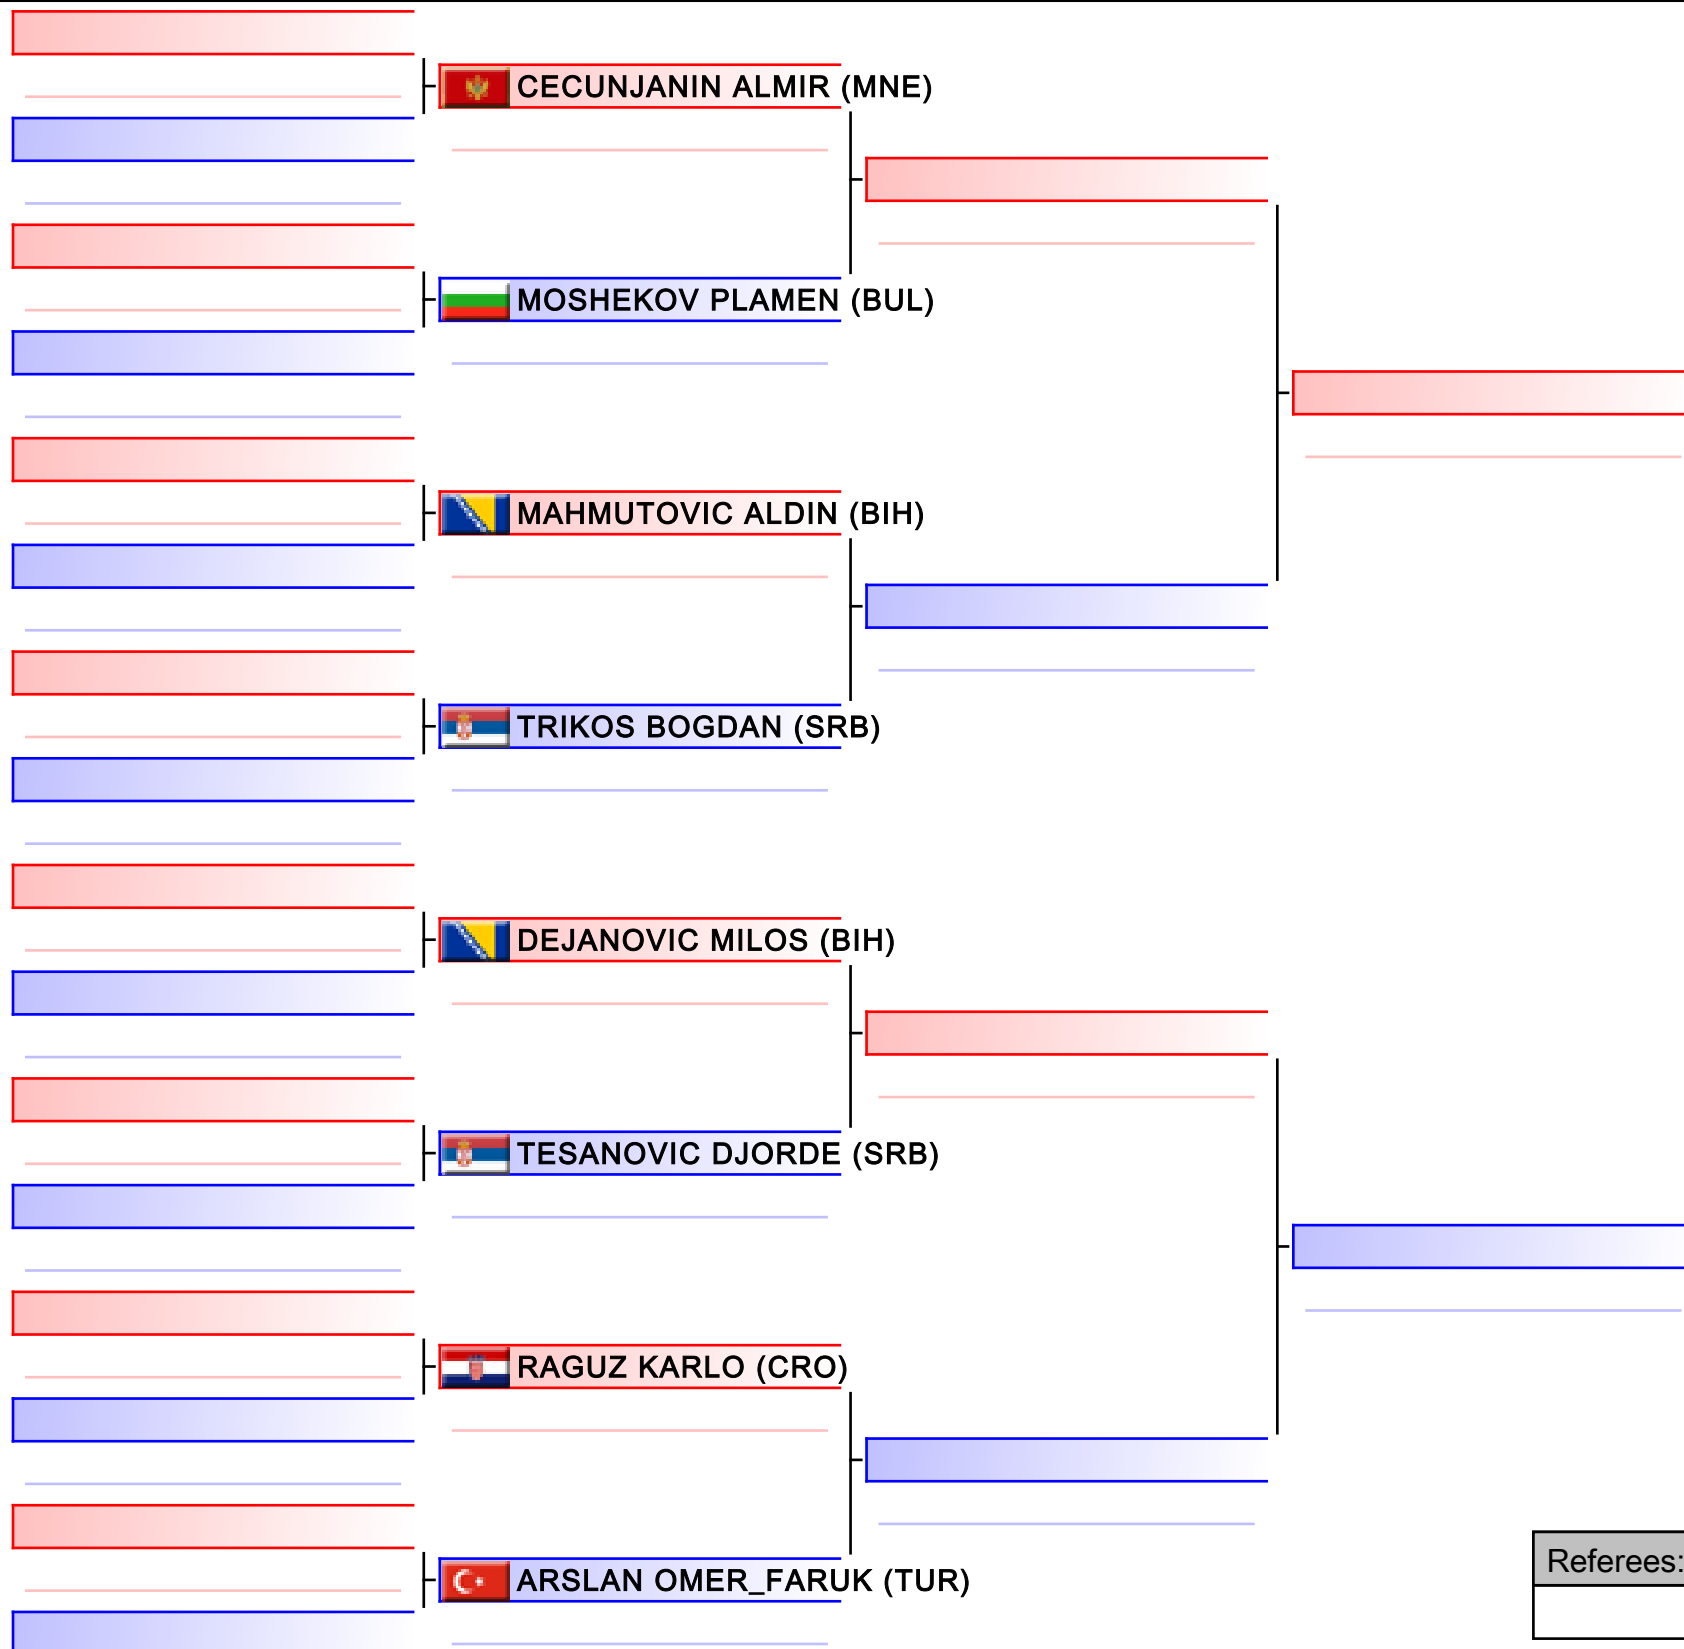 CECUNJANIN ALMIR (MNE)
MOSHEKOV PLAMEN (BUL)
MAHMUTOVIC ALDIN (BIH)
TRIKOS BOGDAN (SRB)
DEJANOVIC MILOS (BIH)
TESANOVIC DJORDE (SRB)
RAGUZ KARLO (CRO)
ARSLAN OMER_FARUK (TUR)
Referees: